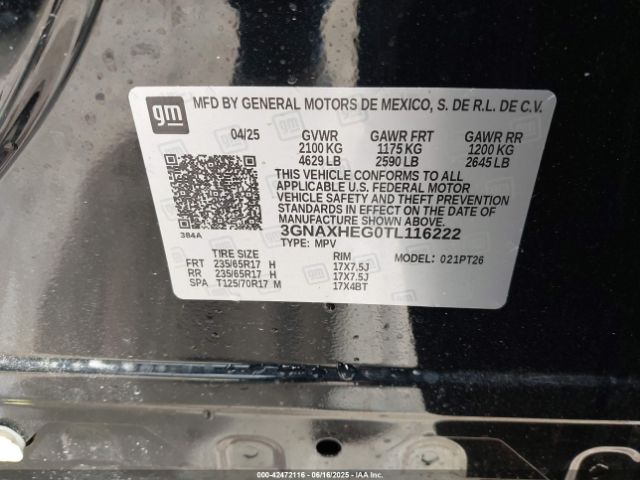 gm
MFD BY GENERAL MOTORS DE MEXICO, S. DE R.L. DE C.V.
04/25 GVWR GAWR FRT GAWR RR
2100 KG 1175 KG 1200 KG
4629 LB 2590 LB 2645 LB
THIS VEHICLE CONFORMS TO ALL
APPLICABLE U.S. FEDERAL MOTOR
VEHICLE SAFETY AND THEFT PREVENTION
STANDARDS IN EFFECT ON THE DATE OF
MANUFACTURE SHOWN ABOVE.
3GNAXHEG0TL116222
384A TYPE: MPV
TIRE SIZE RIM MODEL: 021PT26
FRT 235/65R17 H 17X7.5J
RR 235/65R17 H 17X7.5J
SPA T125/70R17 M 17X4BT
00-42472116 - 06/16/2025 - IAAI.COM